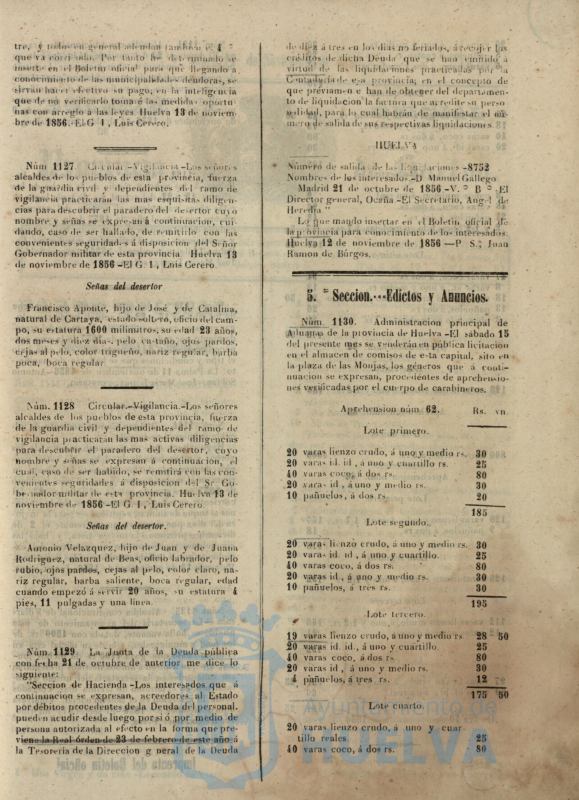 tre, y todos en general adeudan tambien el 4.º
que va corriendo. Por tanto he determinado se
inserte en el Boletin oficial para que llegando á
conocimiento de las municipalidades deudoras, se
sirvan hacer efectivo su pago, en la inteligencia
que de no verificarlo tomaré las medidas oportu-
nas con arreglo á las leyes Huelva 13 de noviem-
bre de 1856.-El G I , Luis Cerero.
Núm 1127 Circular.-Vigilancia.-Los señores
alcaldes de los pueblos de esta provincia, fuerza
de la guardia civil y dependientes del ramo de
vigilancia practicarán las mas esquisitas diligen-
cias para descubrir el paradero del desertor cuyo
nombre y señas se expresan á continuacion, cui-
dando, caso de ser hallado, de remitirlo con las
convenientes seguridades á disposicion del Señor
Gobernador militar de esta provincia Huelva 13
de noviembre de 1856 -El G I , Luis Cerero.
Señas del desertor
Francisco Aponte, hijo de José y de Catalina,
natural de Cartaya, estado soltero, oficio del cam-
po, su estatura 1600 milimitros, su edad 23 años,
dos meses y diez dias, pelo castaño, ojos pardos,
cejas al pelo, color trigueño, nariz regular, barba
poca, boca regular
Núm. 1128 Circular.-Vigilancia.-Los señores
alcaldes de los pueblos de esta provincia, fuerza
de la guardia civil y dependientes del ramo de
vigilancia practicarán las mas activas diligencias
para descubrir el paradero del desertor, cuyo
nombre y señas se expresan á continuacion, el
cual, caso de ser habido, se remitirá con las con-
venientes seguridades á disposicion del Sr Go-
bernador militar de esta provincia. Huelva 13 de
noviembre de 1856 -El G I , Luis Cerero.
Señas del desertor.
Antonio Velazquez, hijo de Juan y de Juana
Rodriguez, natural de Beas, oficio labrador, pelo
rubio, ojos pardos, cejas al pelo, color claro, na-
riz regular, barba saliente, boca regular, edad
cuando empezó á servir 20 años, su estatura 4
pies, 11 pulgadas y una línea.
Núm. 1129 La Junta de la Deuda pública
con fecha 21 de octubre de anterior me dice lo
siguiente:
"Seccion de Hacienda -Los interesados que á
continuacion se expresan, acreedores al Estado
por débitos procedentes de la Deuda del personal,
pueden acudir desde luego por sí ó por medio de
persona autorizada al efecto en la forma que pre-
viene la Real órden de 23 de febrero de este año á
la Tesorería de la Direccion general de la Deuda
de diez á tres en los dias no feriados, á recojer los
créditos de dicha Deuda que se han emitido á
virtud de las liquidaciones practicadas por la
Contaduría de esa provincia; en el concepto de
que préviamente han de obtener del departamen-
to de liquidacion la factura que acredite su perso-
nalidad, para lo cual habrán de manifestar el nú-
mero de salida de sus respectivas liquidaciones
HUELVA
Número de salida de las liquidaciones -8752
Nombres de los interesados -D Manuel Gallego
Madrid 21 de octubre de 1856 -V. º B º ,El
Director general, Ocaña -El Secretario, Angel de
Heredia."
Lo que mando insertar en el Boletin oficial de
la provincia para conocimiento de los interesados.
Huelva 12 de noviembre de 1856 —P S., Juan
Ramon de Búrgos.
5. ª Seccion.---Edictos y Anuncios.
Núm. 1130. Administracion principal de
Aduanas de la provincia de Huelva -El sábado 15
del presente mes se venderán en pública licitacion
en el almacen de comisos de esta capital, sito en
la plaza de las Monjas, los géneros que á conti-
nuacion se expresan, procedentes de aprehensio-
nes verificadas por el cuerpo de carabineros.
Aprehension núm 62. Rs. vn.
Lote primero.
20 varas lienzo crudo, á uno y medio rs. 30
20 varas id. id , á uno y cuartillo rs. 25
40 varas coco, á dos rs. 80
20 varas id , á uno y medio rs. 30
10 pañuelos, á dos rs. 20
185
Lote segundo.
20 varas lienzo crudo, á uno y medio rs. 30
20 varas id. id , á uno y cuartillo. 25
40 varas coco, á dos rs. 80
20 varas id , á uno y medio rs. 30
10 pañuelos, á tres rs. 30
195
Lote tercero.
19 varas lienzo crudo, á uno y medio rs 28 50
20 varas id. id , á uno y cuartillo. 25
40 varas coco, á dos rs. 80
20 varas id , á uno y medio rs. 30
4 pañuelos, á tres rs. 12
175 50
Lote cuarto.
20 varas lienzo crudo, á uno y cuar-
tillo reales. 25
40 varas coco, á dos rs. 80
Ayuntamiento de
HUELVA